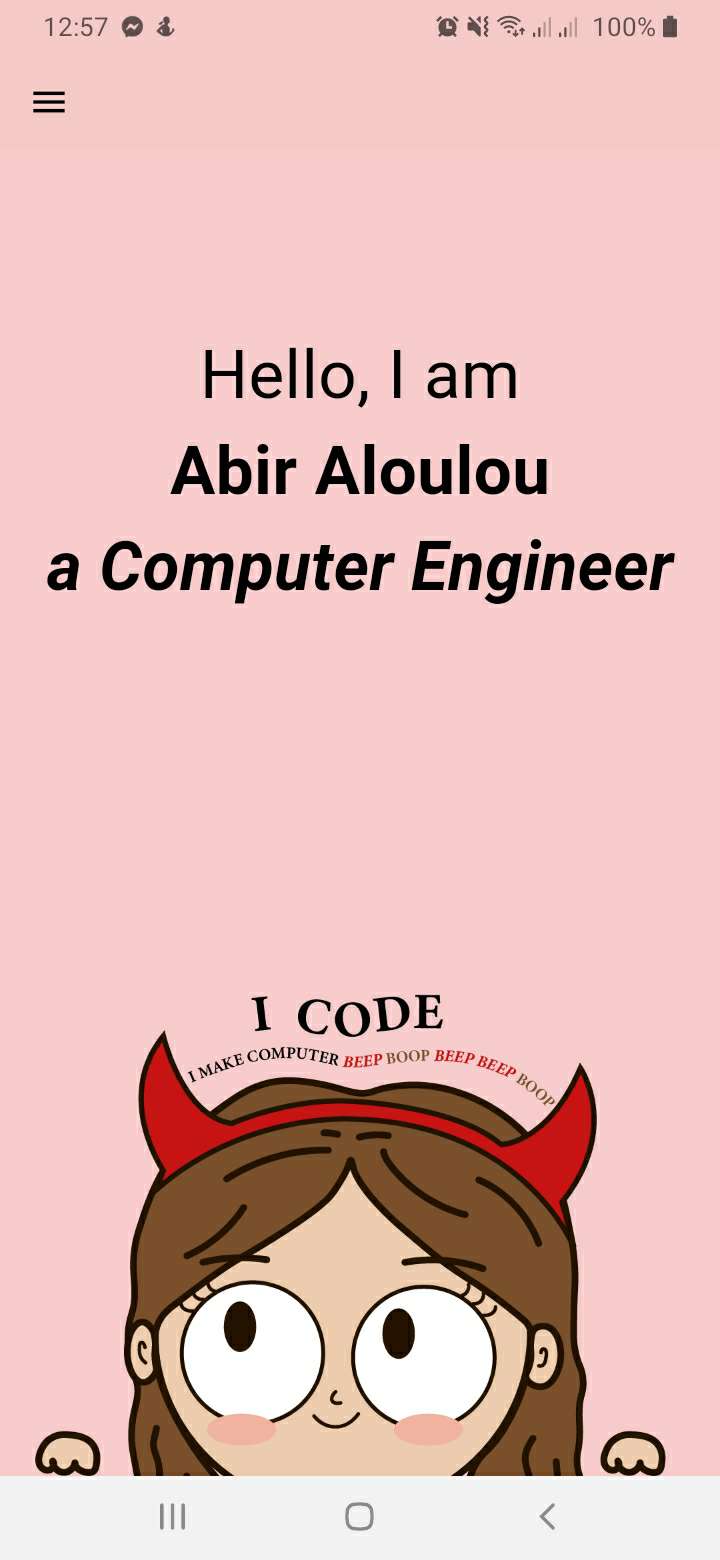 12:57 100%
Hello, I am
Abir Aloulou
a Computer Engineer
I CODE
I MAKE COMPUTER BEEP BOOP BEEP BEEP BOOP